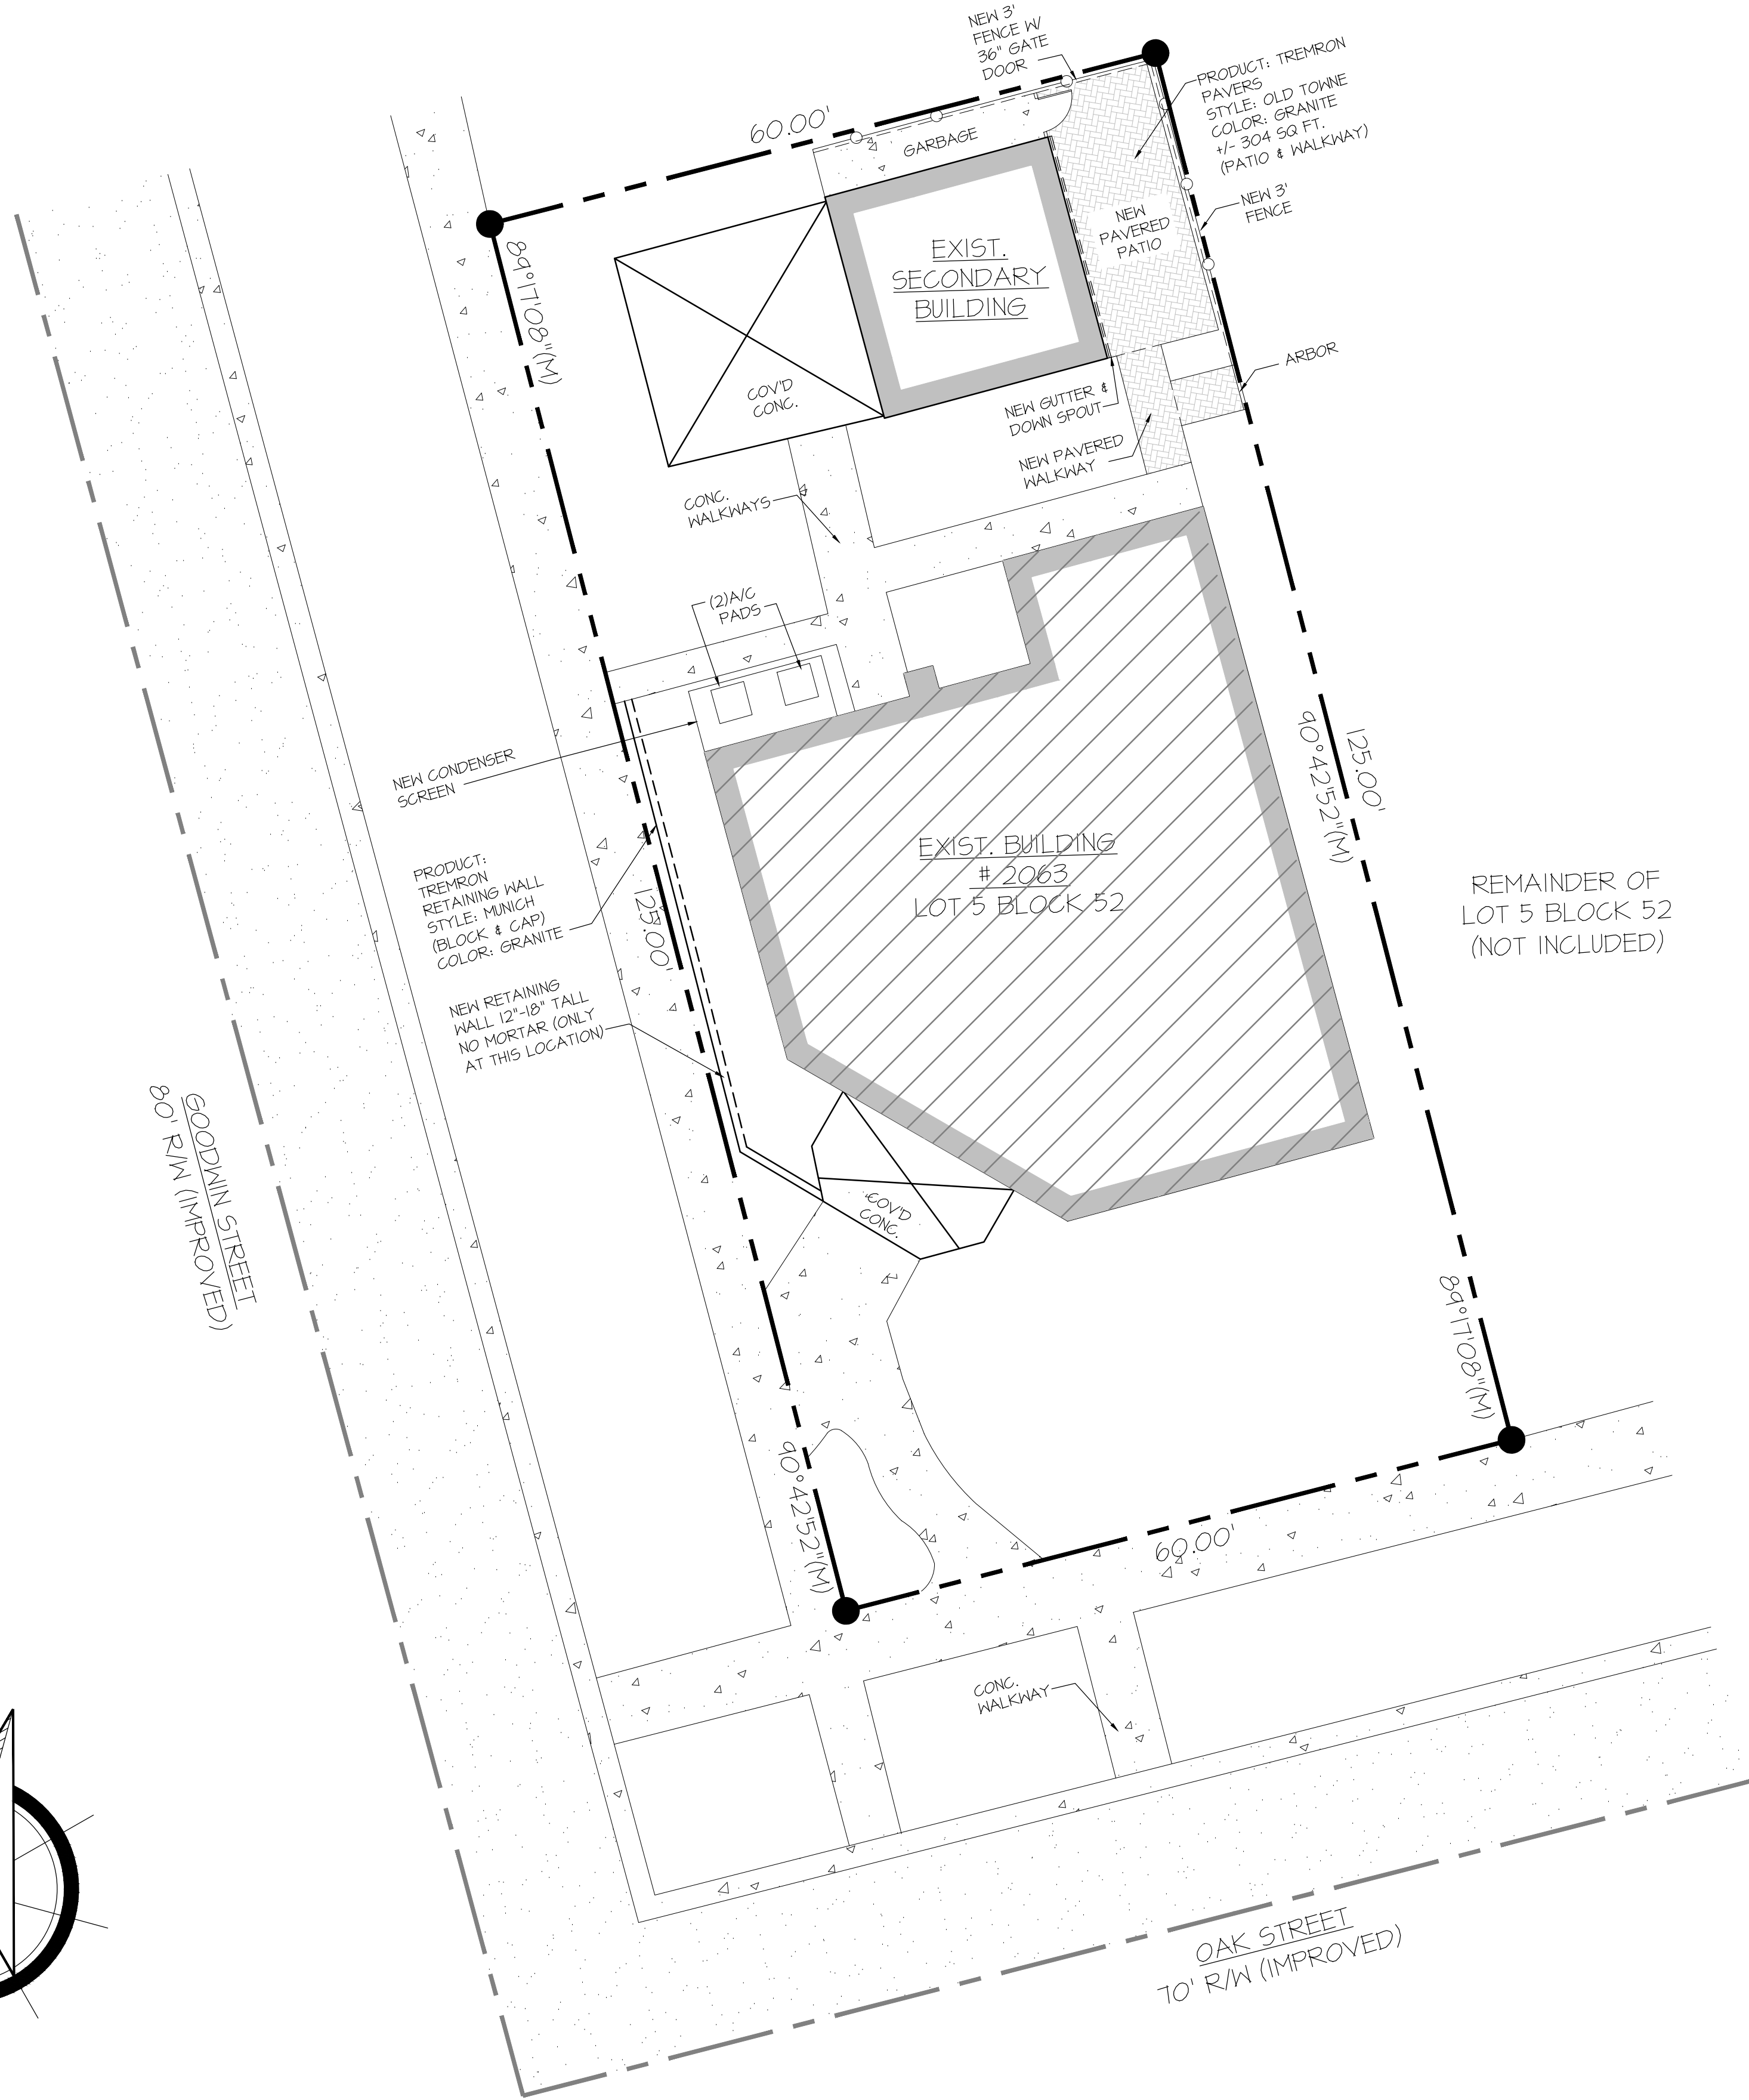 NEW 3'
FENCE W/
36" GATE
DOOR
PRODUCT: TREMRON
PAVERS
STYLE: OLD TOWNE
COLOR: GRANITE
+/- 304 SQ FT.
(PATIO & WALKWAY)
60.00'
GARBAGE
NEW 3'
FENCE
NEW
PAVERED
PATIO
89°17'08"(M)
EXIST.
SECONDARY
BUILDING
ARBOR
COV'D
CONC.
NEW GUTTER &
DOWN SPOUT
NEW PAVERED
WALKWAY
CONC.
WALKWAYS
(2)A/C
PADS
NEW CONDENSER
SCREEN
125.00'
90°42'52"(M)
EXIST. BUILDING
# 2063
LOT 5 BLOCK 52
REMAINDER OF
LOT 5 BLOCK 52
(NOT INCLUDED)
PRODUCT:
TREMRON
RETAINING WALL
STYLE: MUNICH
(BLOCK & CAP)
COLOR: GRANITE
125.00'
NEW RETAINING
WALL 12"-18" TALL
NO MORTAR (ONLY
AT THIS LOCATION)
GOODWIN STREET
80' R/W (IMPROVED)
COV'D
CONC.
89°17'08"(M)
90°42'52"(M)
60.00'
CONC.
WALKWAY
OAK STREET
70' R/W (IMPROVED)